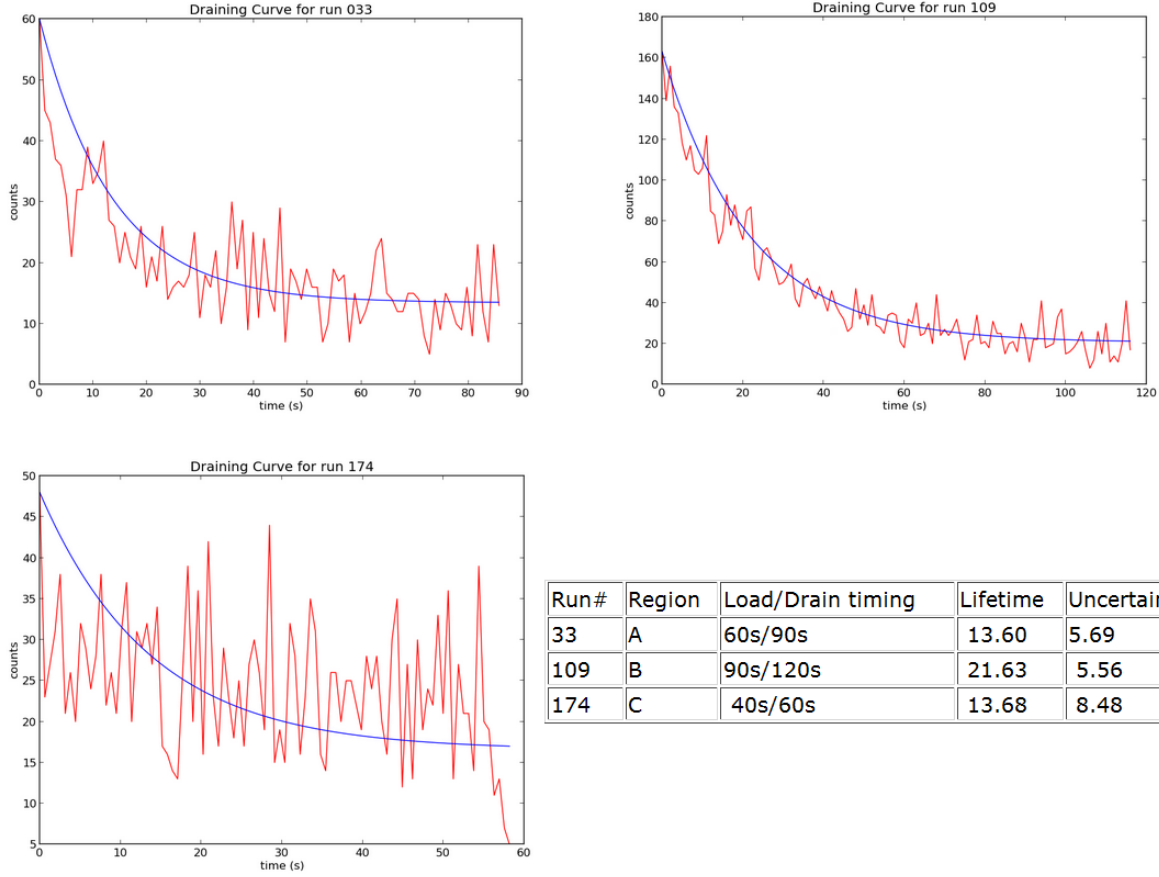 Draining Curve for run 033
60
50
40
30
20
10
0
counts
0 10 20 30 40 50 60 70 80 90
time (s)
Draining Curve for run 109
180
160
140
120
100
80
60
40
20
0
counts
0 20 40 60 80 100 120
time (s)
Draining Curve for run 174
50
45
40
35
30
25
20
15
10
5
counts
0 10 20 30 40 50 60
time (s)
Run# Region Load/Drain timing Lifetime Uncertain
33 A 60s/90s 13.60 5.69
109 B 90s/120s 21.63 5.56
174 C 40s/60s 13.68 8.48